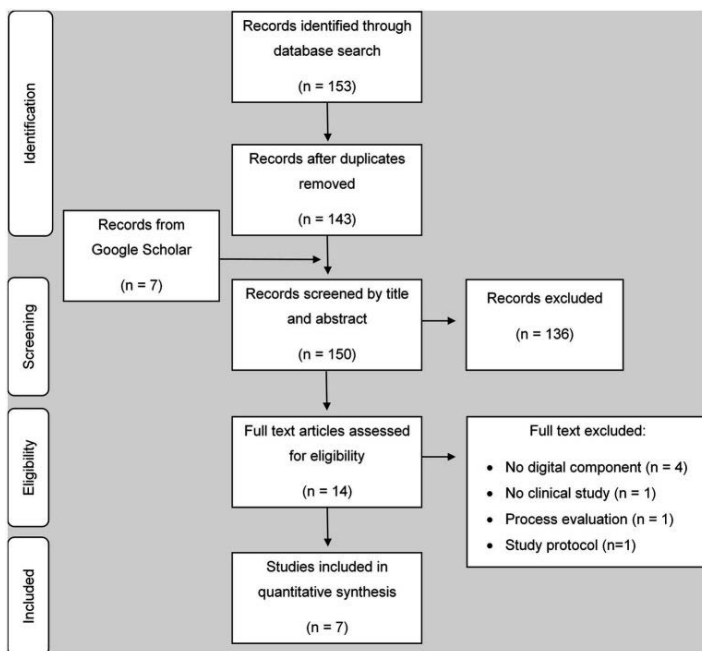 Identification
Records identified through
database search
(n = 153)
Records after duplicates
removed
(n = 143)
Records from
Google Scholar
(n = 7)
Screening
Records screened by title
and abstract
(n = 150)
Records excluded
(n = 136)
Eligibility
Full text articles assessed
for eligibility
(n = 14)
Full text excluded:
• No digital component (n = 4)
• No clinical study (n = 1)
• Process evaluation (n = 1)
• Study protocol (n=1)
Included
Studies included in
quantitative synthesis
(n = 7)